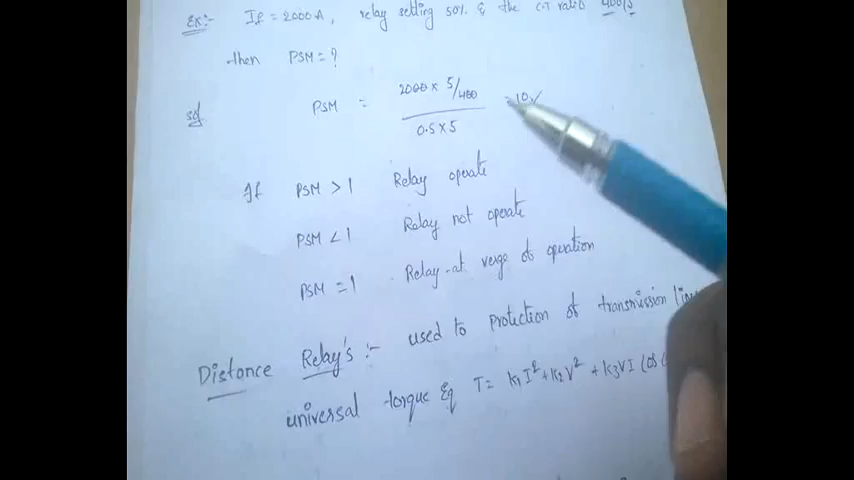 Ex:- If = 2000 A, relay setting 50% & the C.T ratio 400/5
then PSM = ?
sol PSM = 2000 × 5/400 / 0.5 × 5 = 10
If PSM > 1 Relay operate
PSM < 1 Relay not operate
PSM = 1 Relay at verge of operation
Distance Relay's :- used to protection of transmission
universal torque Eq T = K1I² + K2V² + K3VI Cos(